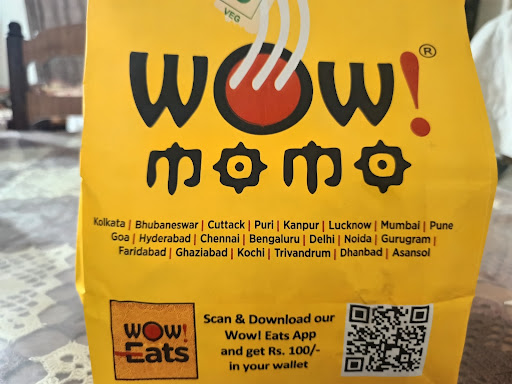 VEG
WOW!®
momo
Kolkata | Bhubaneswar | Cuttack | Puri | Kanpur | Lucknow | Mumbai | Pune
Goa | Hyderabad | Chennai | Bengaluru | Delhi | Noida | Gurugram |
Faridabad | Ghaziabad | Kochi | Trivandrum | Dhanbad | Asansol
WOW!
Eats
Scan & Download our
Wow! Eats App
and get Rs. 100/-
in your wallet